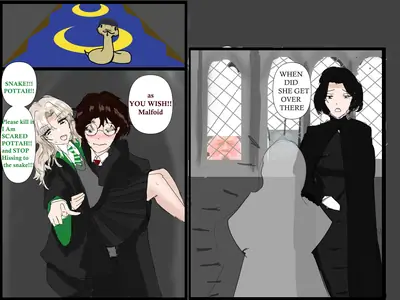 SNAKE!!!
POTTAH!!
Please kill it
I Am
SCARED
POTTAH!!
and STOP
Hissing to
the snake!!
as
YOU WISH!!
Malfoid
WHEN
DID
SHE GET
OVER
THERE